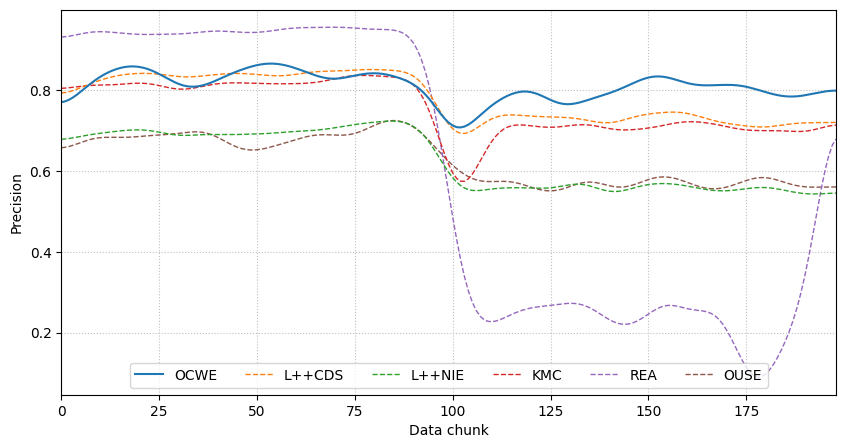 Precision
0.8
0.6
0.4
0.2
OCWE L++CDS L++NIE KMC REA OUSE
0 25 50 75 100 125 150 175
Data chunk